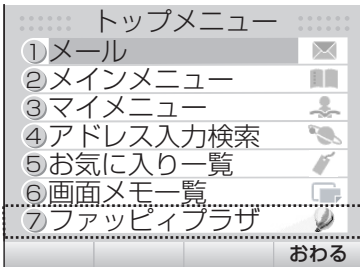 トップメニュー
①メール
②メインメニュー
③マイメニュー
④アドレス入力検索
⑤お気に入り一覧
⑥画面メモ一覧
⑦ファッピィプラザ
おわる